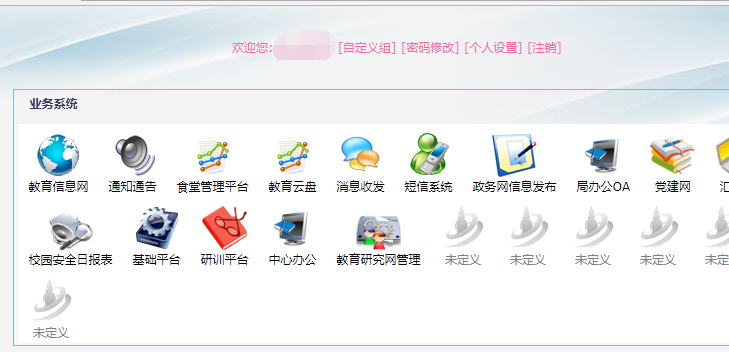 欢迎您: [自定义组] [密码修改] [个人设置] [注销]
业务系统
教育信息网 通知通告 食堂管理平台 教育云盘 消息收发 短信系统 政务网信息发布 局办公OA 党建网
校园安全日报表 基础平台 研训平台 中心办公 教育研究网管理 未定义 未定义 未定义 未定义 未定
未定义